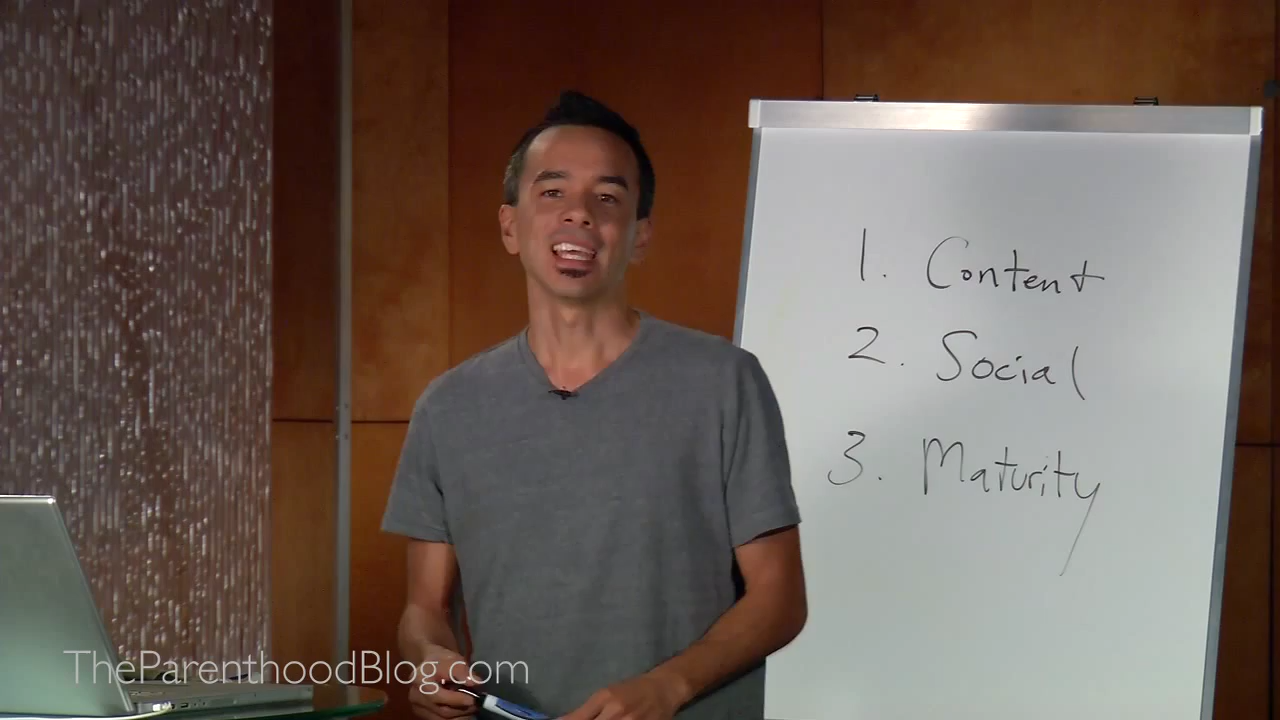 1. Content
2. Social
3. Maturity
TheParenthoodBlog.com